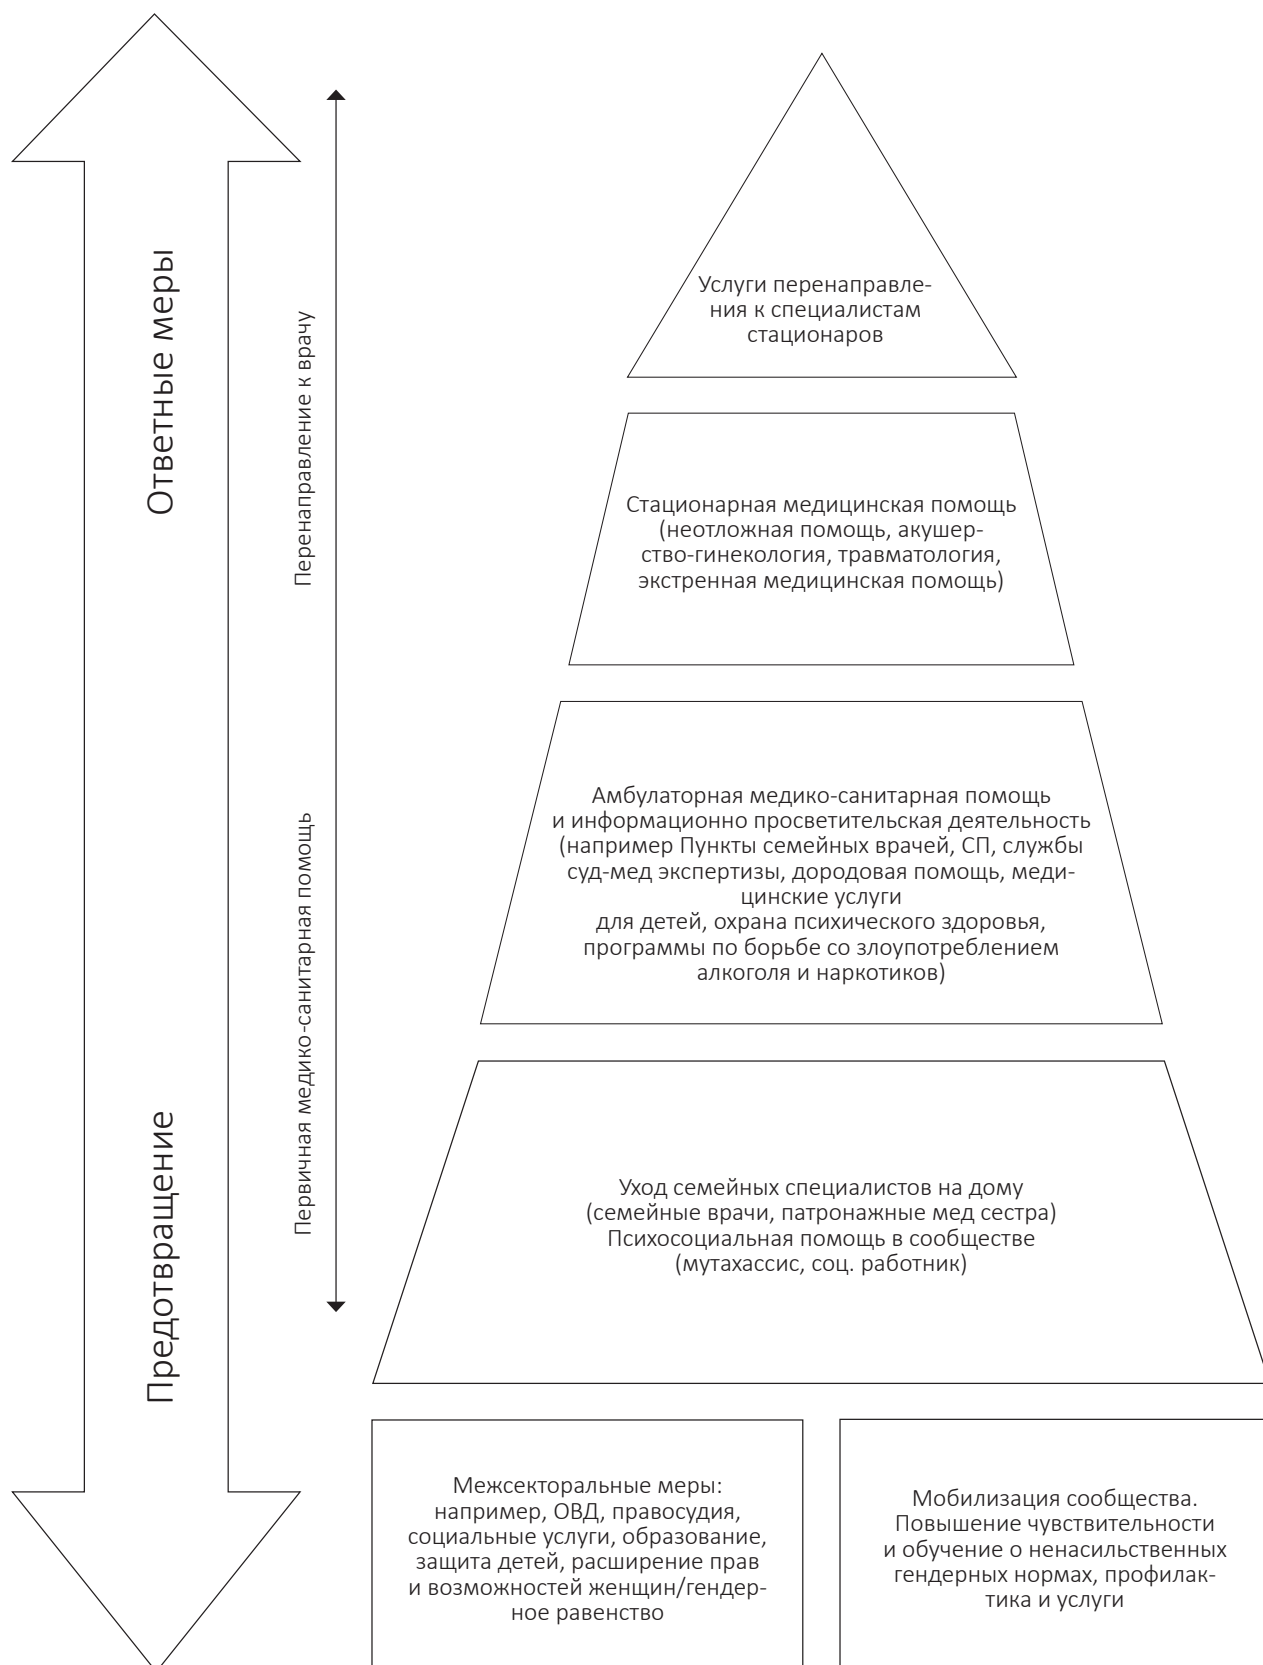 Ответные меры
Предотвращение
Перенаправление к врачу
Первичная медико-санитарная помощь
Услуги перенаправле-
ния к специалистам
стационаров
Стационарная медицинская помощь
(неотложная помощь, акушер-
ство-гинекология, травматология,
экстренная медицинская помощь)
Амбулаторная медико-санитарная помощь
и информационно просветительская деятельность
(например Пункты семейных врачей, СП, службы
суд-мед экспертизы, дородовая помощь, меди-
цинские услуги
для детей, охрана психического здоровья,
программы по борьбе со злоупотреблением
алкоголя и наркотиков)
Уход семейных специалистов на дому
(семейные врачи, патронажные мед сестра)
Психосоциальная помощь в сообществе
(мутахассис, соц. работник)
Межсекторальные меры:
например, ОВД, правосудия,
социальные услуги, образование,
защита детей, расширение прав
и возможностей женщин/гендер-
ное равенство
Мобилизация сообщества.
Повышение чувствительности
и обучение о ненасильственных
гендерных нормах, профилак-
тика и услуги